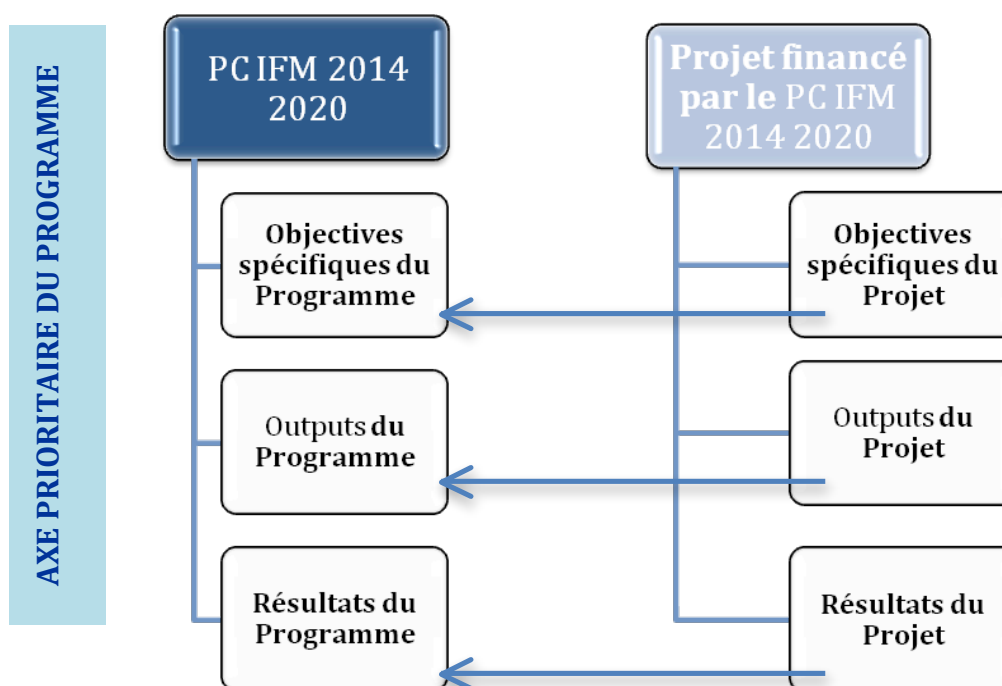 AXE PRIORITAIRE DU PROGRAMME
PC IFM 2014
2020
Objectives
spécifiques du
Programme
Outputs du
Programme
Résultats du
Programme
Projet financé
par le PC IFM
2014 2020
Objectives
spécifiques du
Projet
Outputs du
Projet
Résultats du
Projet